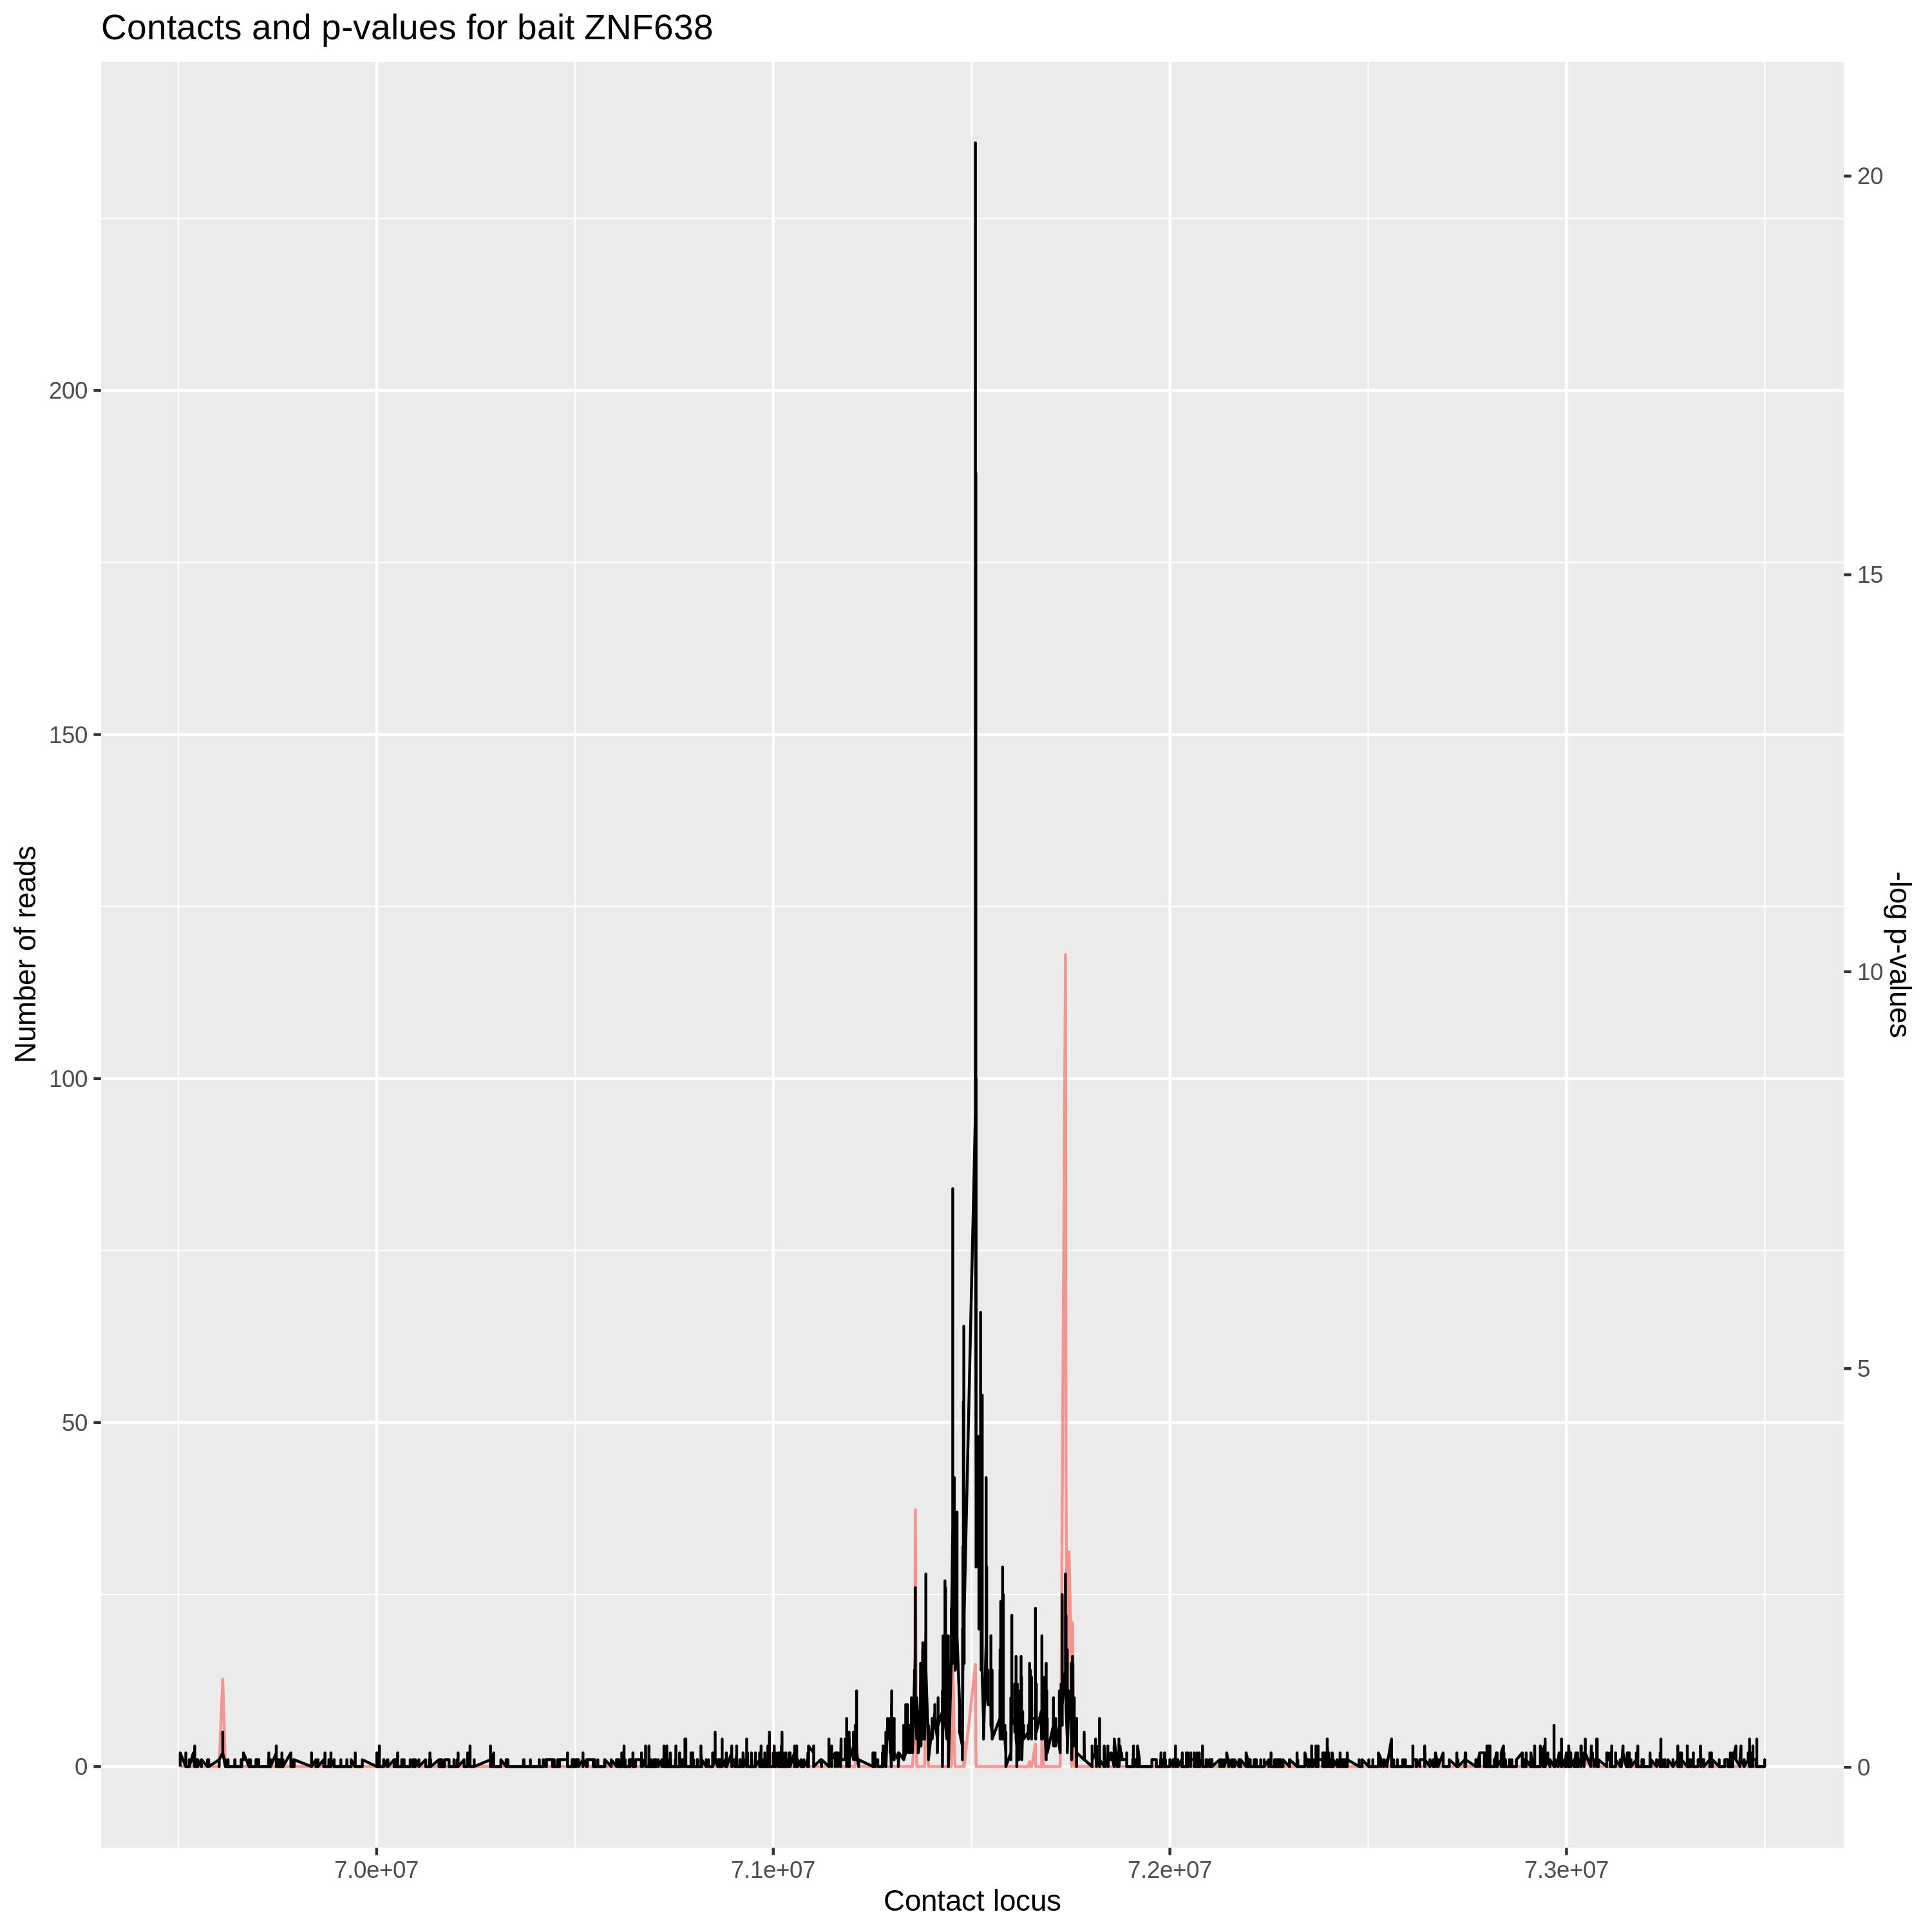 Contacts and p-values for bait ZNF638
Number of reads
200
150
100
50
0
20
15
10
5
0
-log p-values
7.0e+07 7.1e+07 7.2e+07 7.3e+07
Contact locus